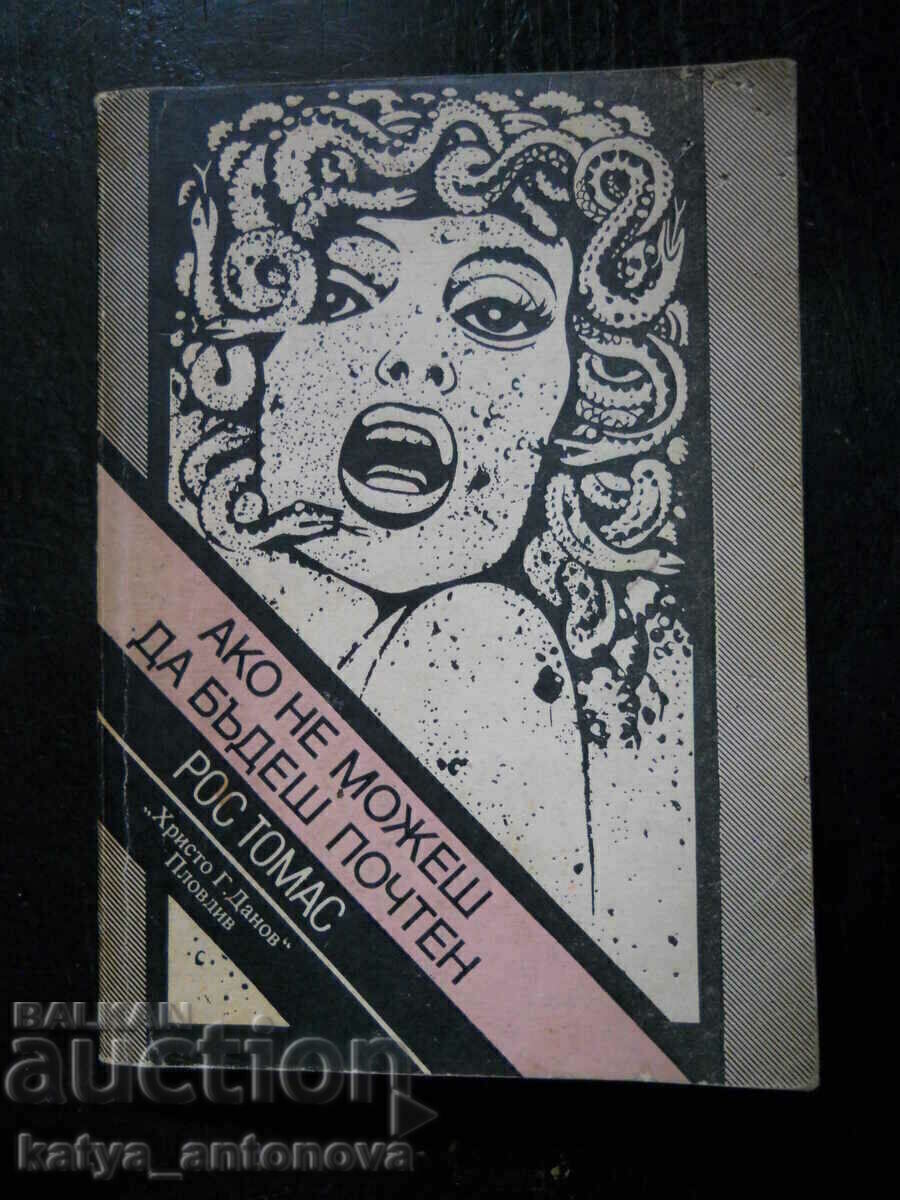 АКО НЕ МОЖЕШ
ДА БЪДЕШ ПОЧТЕН
РОС ТОМАС
„Христо Г. Данов“
Пловдив
BALKAN
auction
katya_antonova